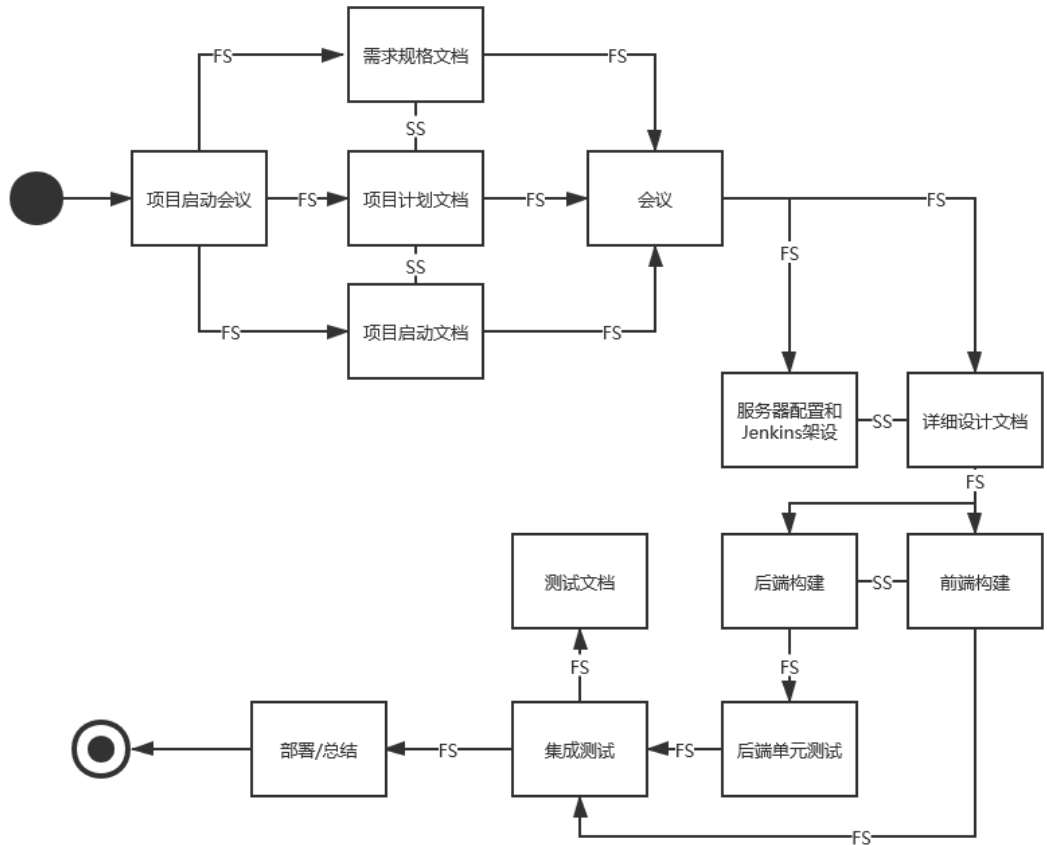 FS
需求规格文档
FS
SS
项目启动会议
FS
项目计划文档
FS
会议
FS
FS
SS
FS
项目启动文档
FS
服务器配置和
Jenkins架设
SS
详细设计文档
FS
测试文档
后端构建
SS
前端构建
FS
FS
部署/总结
FS
集成测试
FS
后端单元测试
FS